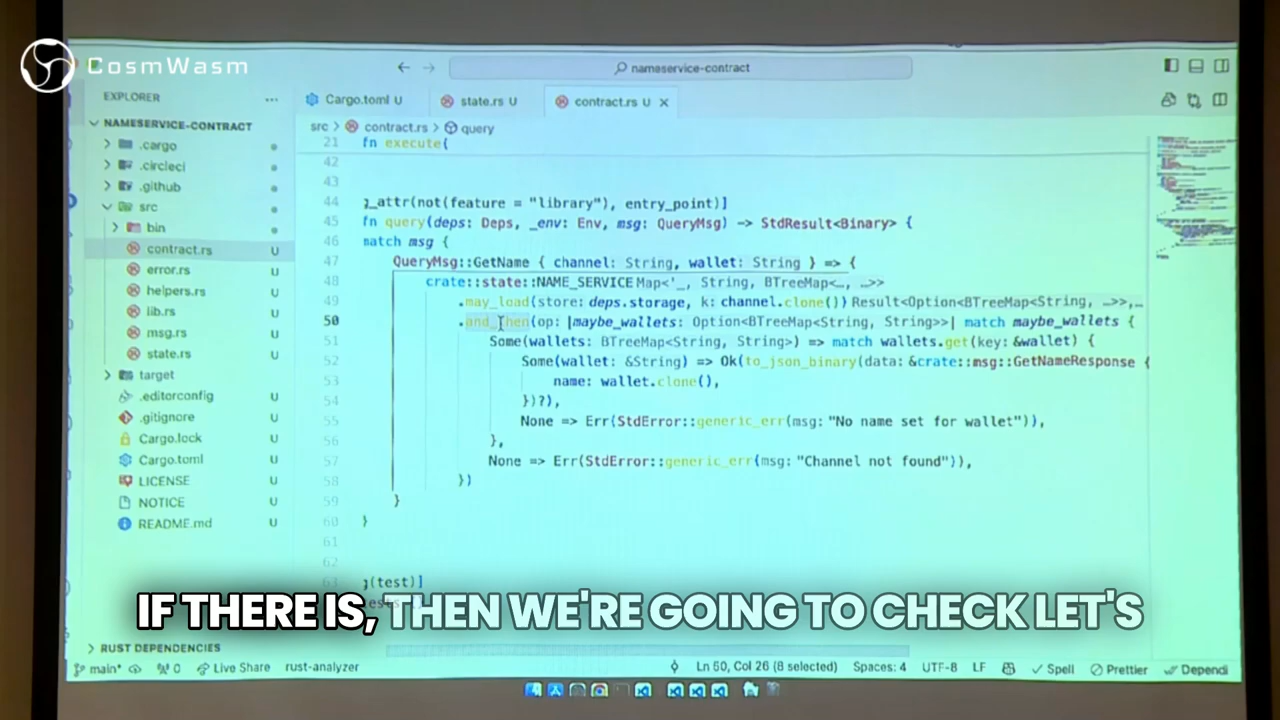 CosmWasm
nameservice-contract
EXPLORER
Cargo.toml U
state.rs U
contract.rs U
NAMESERVICE-CONTRACT
src > contract.rs > query
.cargo
.circleci
.github
src
bin
contract.rs U
error.rs U
helpers.rs U
lib.rs U
msg.rs U
state.rs U
target
.editorconfig U
.gitignore U
Cargo.lock U
Cargo.toml U
LICENSE U
NOTICE U
README.md U
21 fn execute(
42
43
44 _attr(not(feature = "library"), entry_point)]
45 fn query(deps: Deps, _env: Env, msg: QueryMsg) -> StdResult<Binary> {
46 match msg {
47 QueryMsg::GetName { channel: String, wallet: String } => {
48 crate::state::NAME_SERVICE Map<'_, String, BTreeMap<…, …>>
49 .may_load(store: deps.storage, k: channel.clone()) Result<Option<BTreeMap<String, …>>,…
50 .and_then(op: |maybe_wallets: Option<BTreeMap<String, String>>| match maybe_wallets {
51 Some(wallets: BTreeMap<String, String>) => match wallets.get(key: &wallet) {
52 Some(wallet: &String) => Ok(to_json_binary(data: &crate::msg::GetNameResponse {
53 name: wallet.clone(),
54 })?),
55 None => Err(StdError::generic_err(msg: "No name set for wallet")),
56 },
57 None => Err(StdError::generic_err(msg: "Channel not found")),
58 })
59 }
60 }
61
62
63 (test)]
IF THERE IS, THEN WE'RE GOING TO CHECK LET'S
RUST DEPENDENCIES
main* 0 Live Share rust-analyzer Ln 50, Col 26 (8 selected) Spaces: 4 UTF-8 LF Spell Prettier Dependi